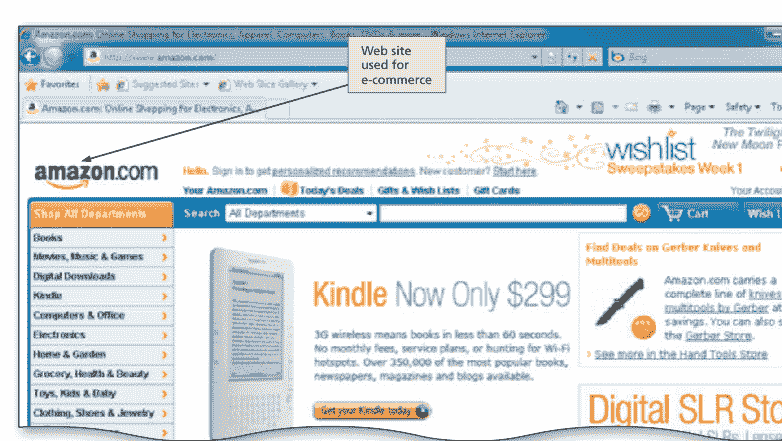 Amazon.com: Online Shopping for Electronics, Apparel, Computers, Books, DVDs & more - Windows Internet Explorer
http://www.amazon.com/
Bing
Web site
used for
e-commerce
Favorites
Suggested Sites
Web Slice Gallery
Amazon.com: Online Shopping for Electronics, A...
Page
Safety
amazon.com
Hello. Sign in to get personalized recommendations. New customer? Start here.
wishlist
Sweepstakes Week 1
The Twilig
New Moon
Your Amazon.com
Today's Deals
Gifts & Wish Lists
Gift Cards
Your Accou
Shop All Departments
Search
All Departments
GO
Cart
Wish
Books
Movies, Music & Games
Digital Downloads
Kindle
Computers & Office
Electronics
Home & Garden
Grocery, Health & Beauty
Toys, Kids & Baby
Clothing, Shoes & Jewelry
Kindle Now Only $299
3G wireless means books in less than 60 seconds.
No monthly fees, service plans, or hunting for Wi-Fi
hotspots. Over 350,000 of the most popular books,
newspapers, magazines and blogs available.
Get your Kindle today
Find Deals on Gerber Knives and
Multitools
Amazon.com carries a
complete line of knives
multitools by Gerber at
savings. You can also s
the Gerber Store.
See more in the Hand Tools Store
Digital SLR Sto